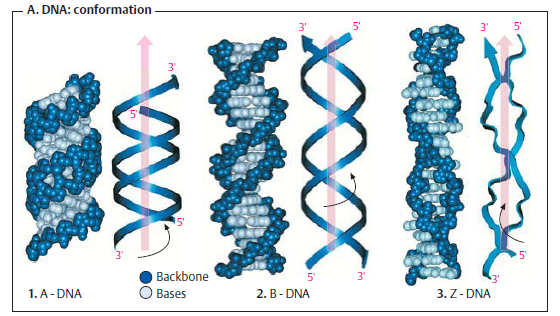 A. DNA: conformation
3' 5' 3' 5'
3'
5'
5'
3' 5' 3' 5'
3'
Backbone
Bases
1. A - DNA 2. B - DNA 3. Z - DNA